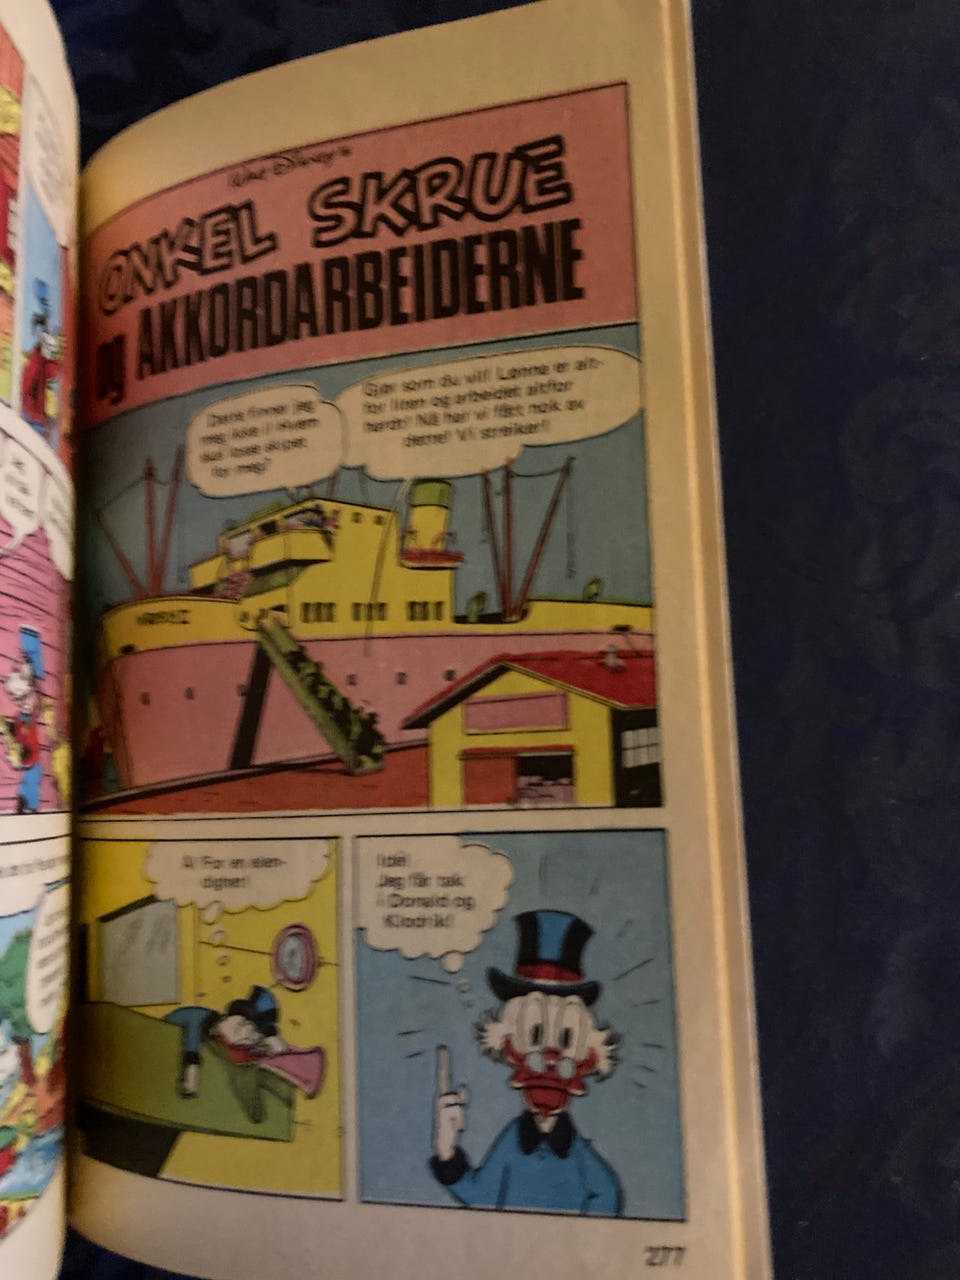 Walt Disney's
ONKEL SKRUE
og AKKORDARBEIDERNE
Dette finner jeg
meg ikke i! Hvem
skal losse skipet
for meg?
Gjør som du vil! Lønna er alt-
for liten og arbeidet altfor
hardt! Nå har vi fått nok av
dette! Vi streiker!
A! For en elen-
dighet!
Idé!
Jeg får tak
i Donald og
Klodrik!
277